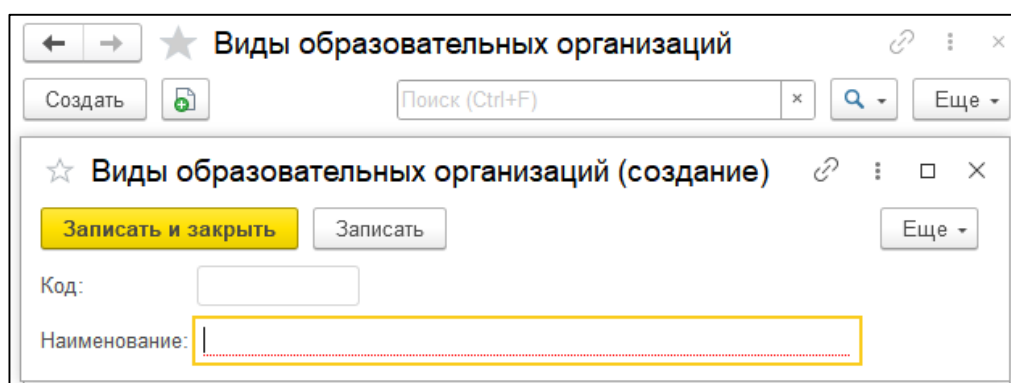 Виды образовательных организаций
Создать Поиск (Ctrl+F) × Еще
Виды образовательных организаций (создание)
Записать и закрыть Записать Еще
Код:
Наименование: